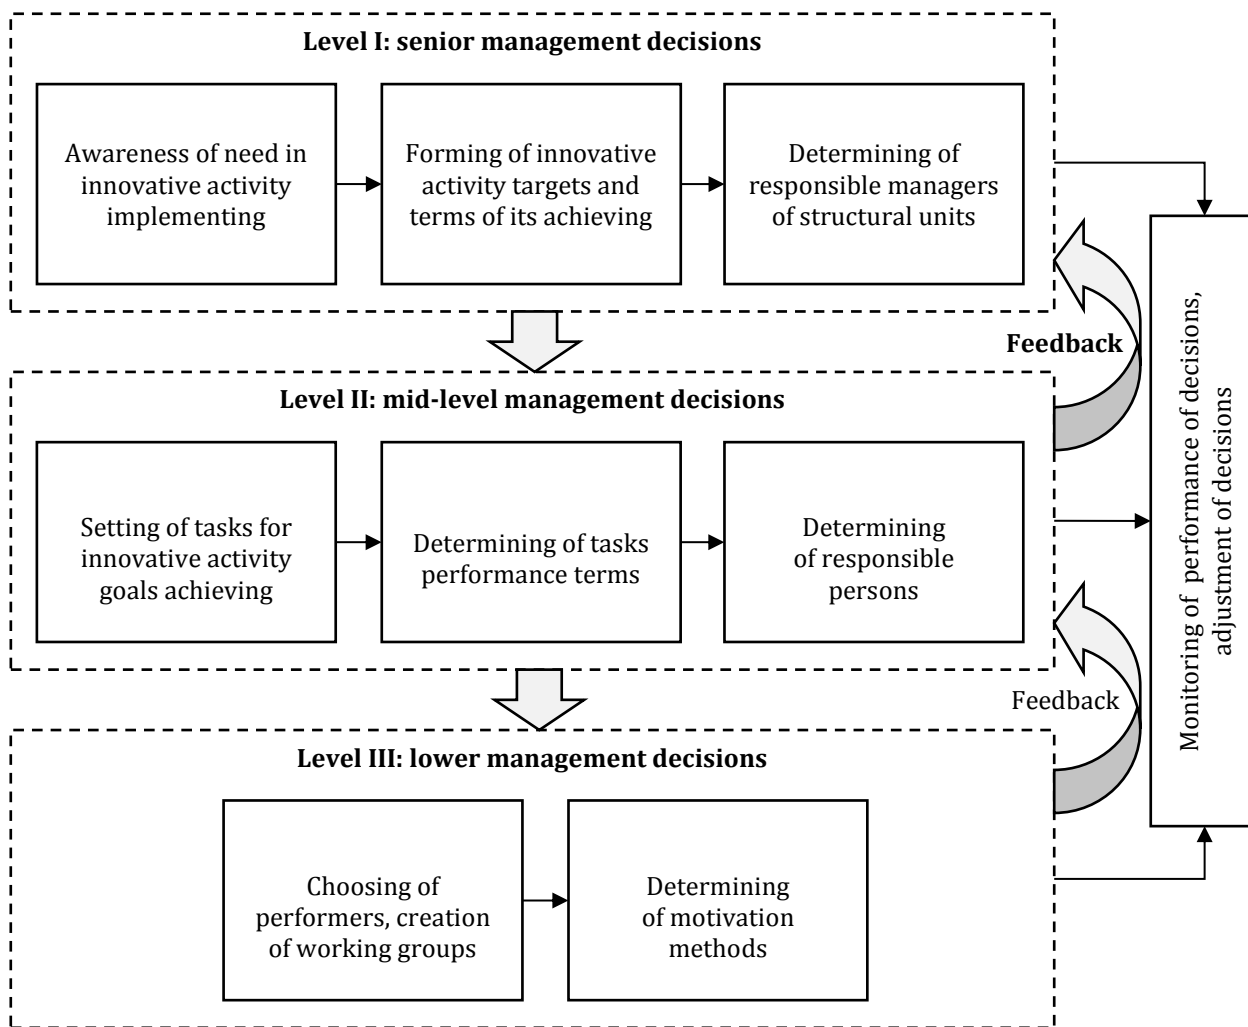 Level I: senior management decisions
Awareness of need in
innovative activity
implementing
Forming of innovative
activity targets and
terms of its achieving
Determining of
responsible managers
of structural units
Feedback
Level II: mid-level management decisions
Setting of tasks for
innovative activity
goals achieving
Determining of tasks
performance terms
Determining
of responsible
persons
Feedback
Level III: lower management decisions
Choosing of
performers, creation
of working groups
Determining
of motivation
methods
Monitoring of  performance of decisions,
adjustment of decisions